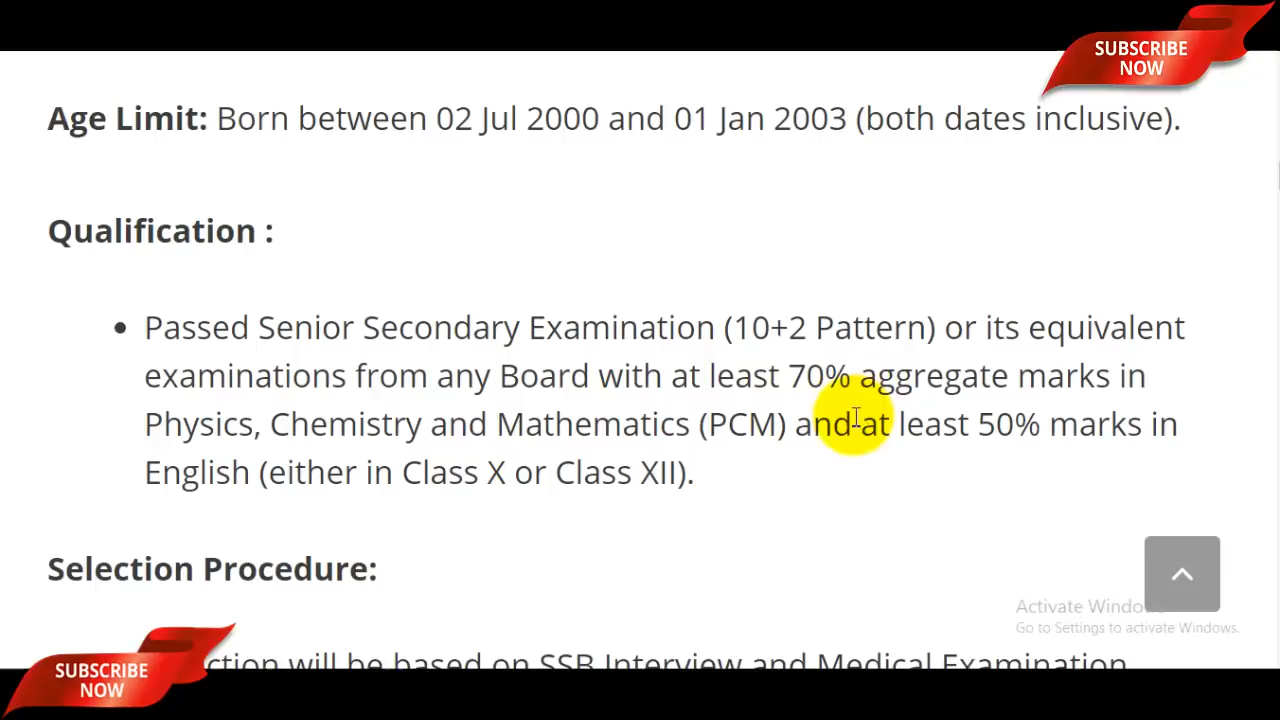 SUBSCRIBE
NOW
Age Limit: Born between 02 Jul 2000 and 01 Jan 2003 (both dates inclusive).
Qualification :
• Passed Senior Secondary Examination (10+2 Pattern) or its equivalent
examinations from any Board with at least 70% aggregate marks in
Physics, Chemistry and Mathematics (PCM) and at least 50% marks in
English (either in Class X or Class XII).
Selection Procedure:
Activate Windo
Go to Settings to activate Windows.
ction will be based on SSB Interview and Medical Examination
SUBSCRIBE
NOW